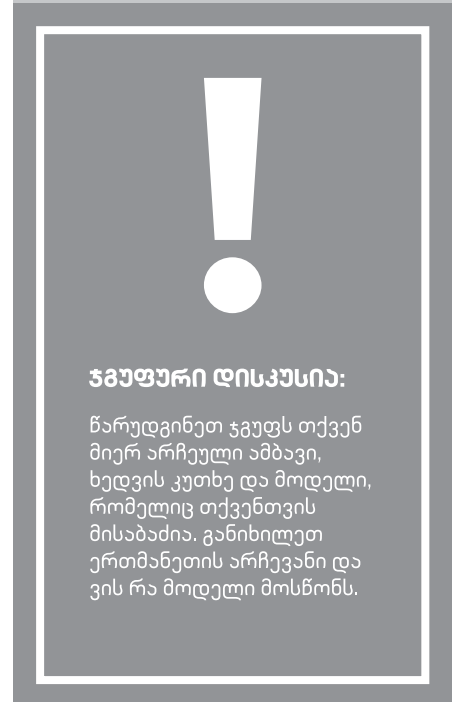 ჯგუფური დისკუსია:
წარუდგინეთ ჯგუფს თქვენ
მიერ არჩეული ამბავი,
ხედვის კუთხე და მოდელი,
რომელიც თქვენთვის
მისაბაძია. განიხილეთ
ერთმანეთის არჩევანი და
ვის რა მოდელი მოსწონს.